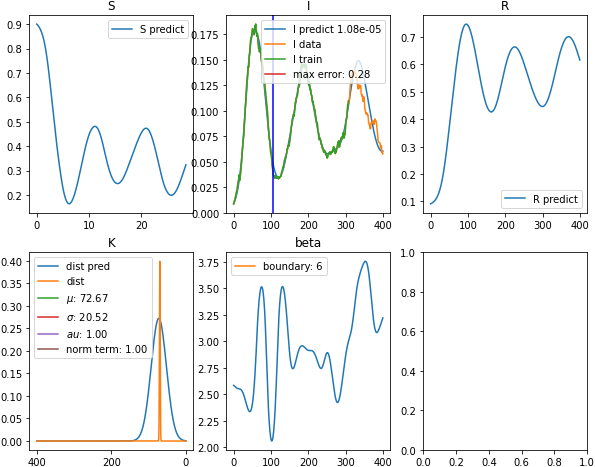 S
0.9
0.8
0.7
0.6
0.5
0.4
0.3
0.2
0 10 20
S predict
I
0.175
0.150
0.125
0.100
0.075
0.050
0.025
0.000
0 100 200 300 400
I predict 1.08e-05
I data
I train
max error: 0.28
R
0.7
0.6
0.5
0.4
0.3
0.2
0.1
0 100 200 300 400
R predict
K
0.40
0.35
0.30
0.25
0.20
0.15
0.10
0.05
0.00
400 200 0
dist pred
dist
μ: 72.67
σ: 20.52
au: 1.00
norm term: 1.00
beta
3.75
3.50
3.25
3.00
2.75
2.50
2.25
2.00
0 100 200 300 400
boundary: 6
1.0
0.8
0.6
0.4
0.2
0.0
0.0 0.2 0.4 0.6 0.8 1.0